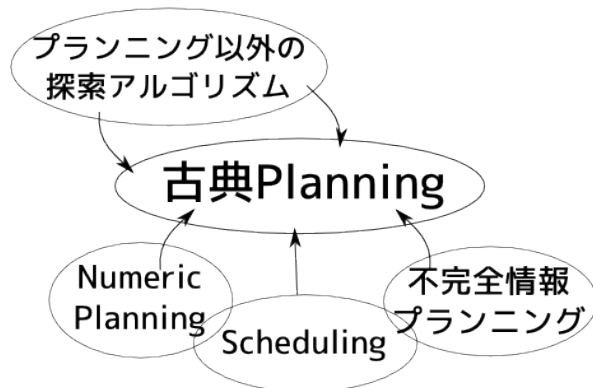 プランニング以外の
探索アルゴリズム
古典Planning
Numeric
Planning
Scheduling
不完全情報
プランニング